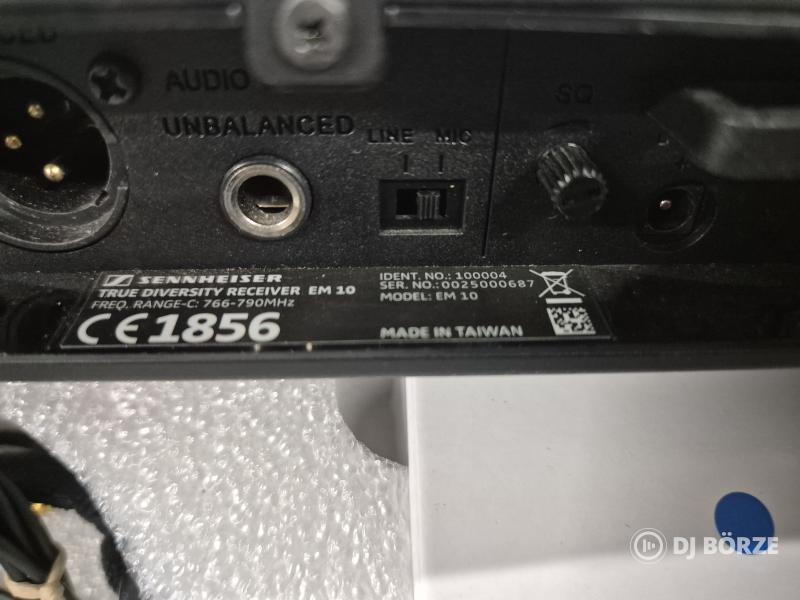 CED
AUDIO
UNBALANCED
LINE MIC
SQ
- +
SENNHEISER
TRUE DIVERSITY RECEIVER EM 10
FREQ. RANGE-C: 766-790MHz
CE1856
IDENT. NO.: 100004
SER. NO.:0025000687
MODEL: EM 10
MADE IN TAIWAN
DJ BÖRZE